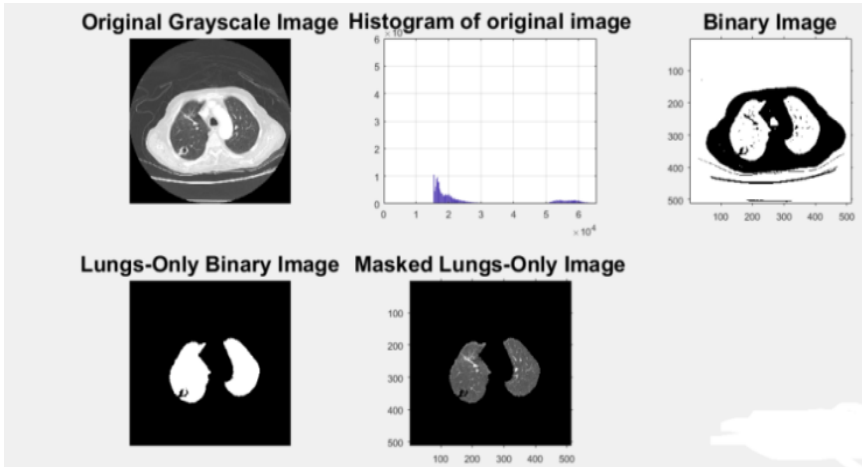 Original Grayscale Image
Histogram of original image
Binary Image
× 10⁴
6
5
4
3
2
1
0
0 1 2 3 4 5 6
× 10⁴
100
200
300
400
500
100 200 300 400 500
Lungs-Only Binary Image
Masked Lungs-Only Image
100
200
300
400
500
100 200 300 400 500